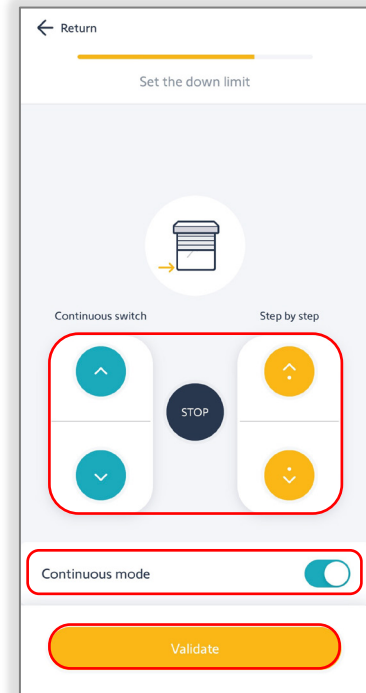 Return
Set the down limit
Continuous switch Step by step
STOP
Continuous mode
Validate